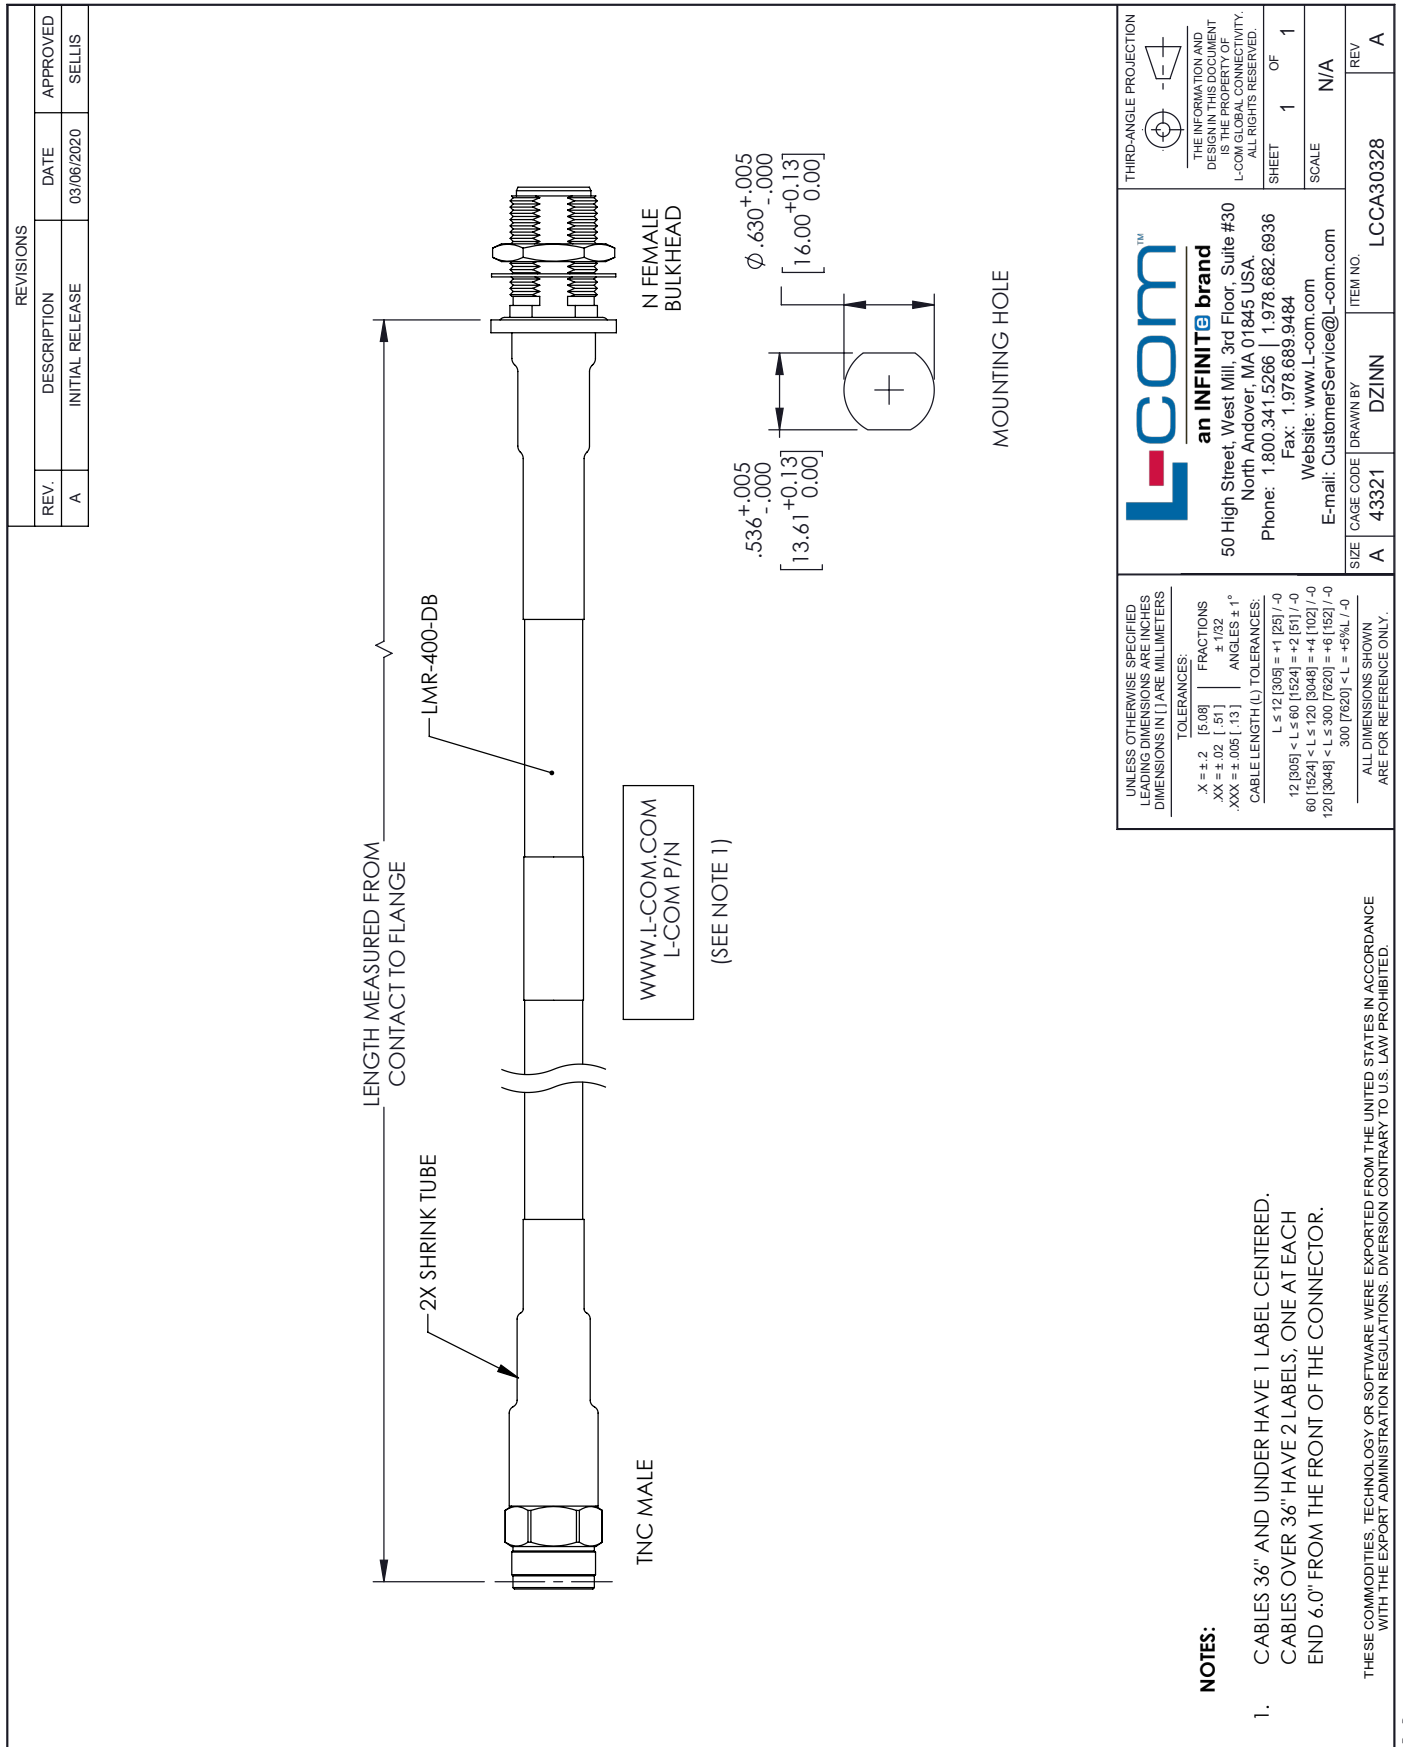 REVISIONS
REV. DESCRIPTION DATE APPROVED
A INITIAL RELEASE 03/06/2020 SELLIS
LENGTH MEASURED FROM
CONTACT TO FLANGE
2X SHRINK TUBE
LMR-400-DB
TNC MALE
N FEMALE
BULKHEAD
WWW.L-COM.COM
L-COM P/N
(SEE NOTE 1)
.536 +.005
-.000
[13.61 +0.13
0.00]
Ø .630 +.005
-.000
[16.00 +0.13
0.00]
MOUNTING HOLE
NOTES:
1. CABLES 36" AND UNDER HAVE 1 LABEL CENTERED.
CABLES OVER 36" HAVE 2 LABELS, ONE AT EACH
END 6.0" FROM THE FRONT OF THE CONNECTOR.
THESE COMMODITIES, TECHNOLOGY OR SOFTWARE WERE EXPORTED FROM THE UNITED STATES IN ACCORDANCE
WITH THE EXPORT ADMINISTRATION REGULATIONS. DIVERSION CONTRARY TO U.S. LAW PROHIBITED.
UNLESS OTHERWISE SPECIFIED
LEADING DIMENSIONS ARE INCHES
DIMENSIONS IN [ ] ARE MILLIMETERS
TOLERANCES:
.X = ± .2 [5.08] FRACTIONS
.XX = ± .02 [ .51 ] ± 1/32
.XXX = ± .005 [ .13 ] ANGLES ± 1°
CABLE LENGTH (L) TOLERANCES:
L ≤ 12 [305] = +1 [25] / -0
12 [305] < L ≤ 60 [1524] = +2 [51] / -0
60 [1524] < L ≤ 120 [3048] = +4 [102] / -0
120 [3048] < L ≤ 300 [7620] = +6 [152] / -0
300 [7620] < L = +5%L / -0
ALL DIMENSIONS SHOWN
ARE FOR REFERENCE ONLY.
L-com™
an INFINITe brand
50 High Street, West Mill, 3rd Floor, Suite #30
North Andover, MA 01845 USA.
Phone: 1.800.341.5266 | 1.978.682.6936
Fax: 1.978.689.9484
Website: www.L-com.com
E-mail: CustomerService@L-com.com
THIRD-ANGLE PROJECTION
THE INFORMATION AND
DESIGN IN THIS DOCUMENT
IS THE PROPERTY OF
L-COM GLOBAL CONNECTIVITY.
ALL RIGHTS RESERVED.
SHEET 1 OF 1
SCALE N/A
SIZE A
CAGE CODE 43321
DRAWN BY DZINN
ITEM NO. LCCA30328
REV A